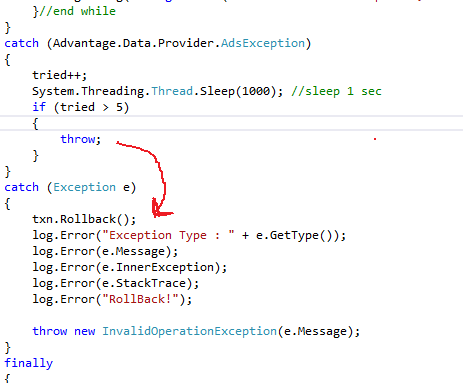 }//end while
}
catch (Advantage.Data.Provider.AdsException)
{
tried++;
System.Threading.Thread.Sleep(1000); //sleep 1 sec
if (tried > 5)
{
throw;
}
}
catch (Exception e)
{
txn.Rollback();
log.Error("Exception Type : " + e.GetType());
log.Error(e.Message);
log.Error(e.InnerException);
log.Error(e.StackTrace);
log.Error("RollBack!");
throw new InvalidOperationException(e.Message);
}
finally
{